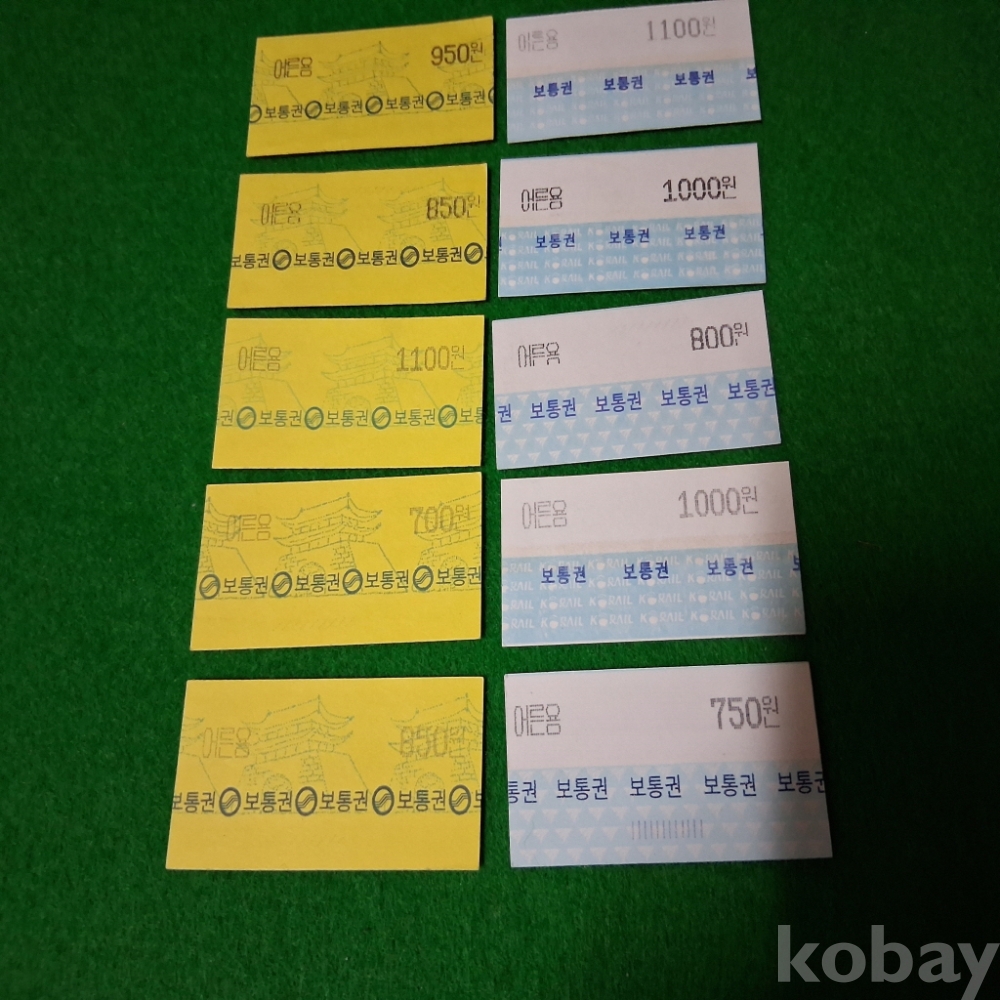 어른용 950원
보통권 보통권 보통권 보통권
어른용 1100원
보통권 보통권 보통권
어른용 850원
보통권 보통권 보통권 보통권
어른용 1000원
보통권 보통권 보통권
KORAIL KORAIL KORAIL KORAIL
어른용 1100원
보통권 보통권 보통권 보통
어른용 800원
권 보통권 보통권 보통권 보통권
어른용 700원
보통권 보통권 보통권 보통권
어른용 1000원
보통권 보통권 보통권
KORAIL KORAIL KORAIL KORAIL
어른용 850원
보통권 보통권 보통권 보통권
어른용 750원
통권 보통권 보통권 보통권 보통권
kobay